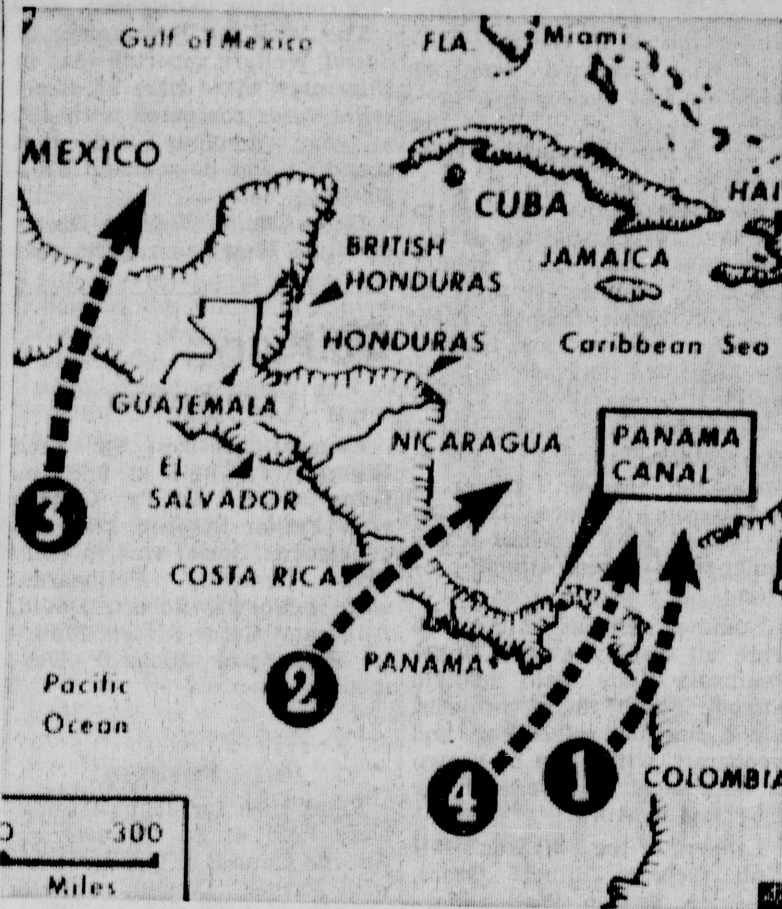 Gulf of Mexico
FLA.
Miami
MEXICO
CUBA
HAI
BRITISH
HONDURAS
JAMAICA
HONDURAS
Caribbean Sea
GUATEMALA
NICARAGUA
PANAMA
CANAL
EL
SALVADOR
3
COSTA RICA
2
PANAMA
Pacific
Ocean
4
1
COLOMBIA
0 300
Miles